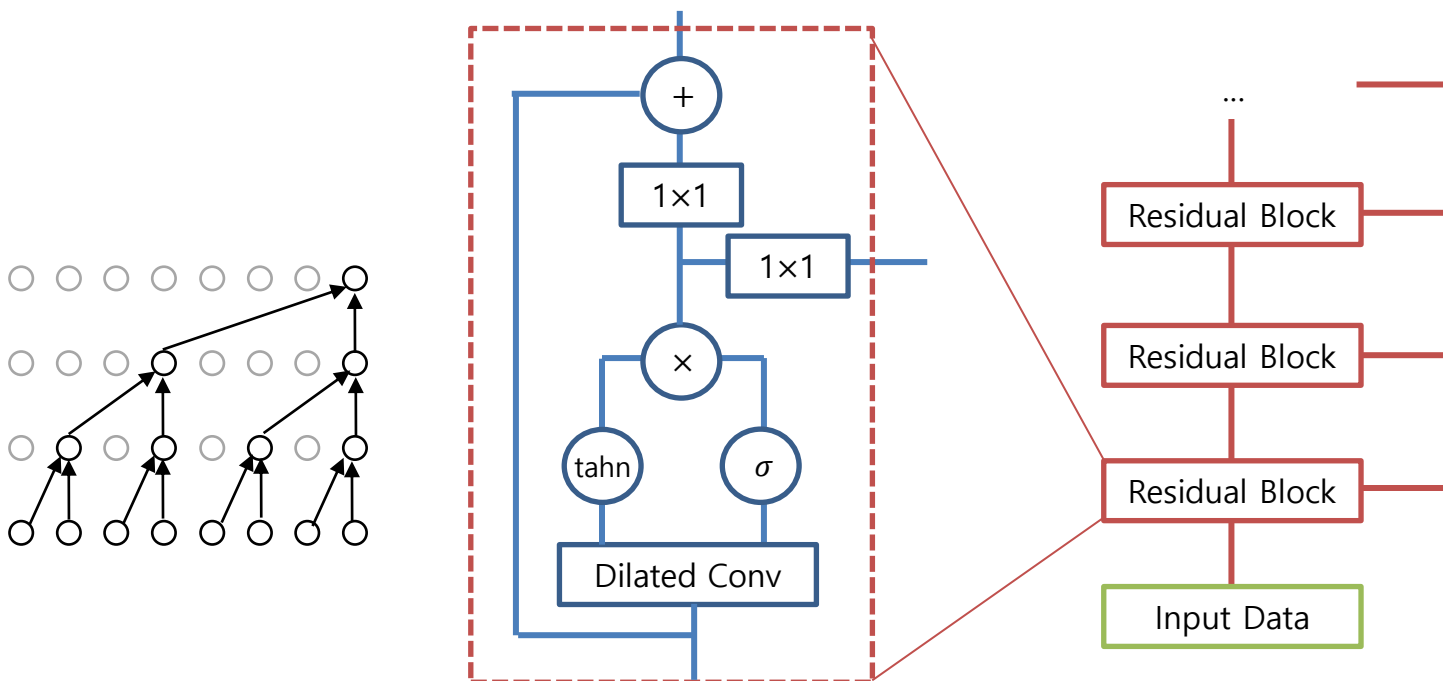 +
1×1
1×1
×
tahn
σ
Dilated Conv
...
Residual Block
Residual Block
Residual Block
Input Data